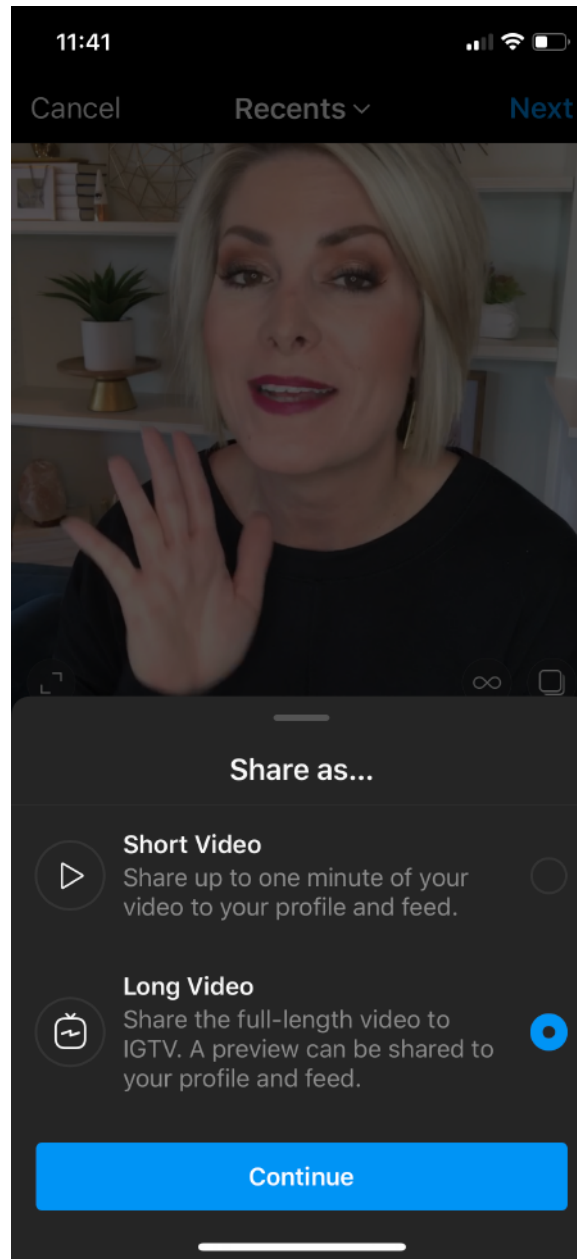 11:41
Cancel Recents Next
Share as...
Short Video
Share up to one minute of your
video to your profile and feed.
Long Video
Share the full-length video to
IGTV. A preview can be shared to
your profile and feed.
Continue